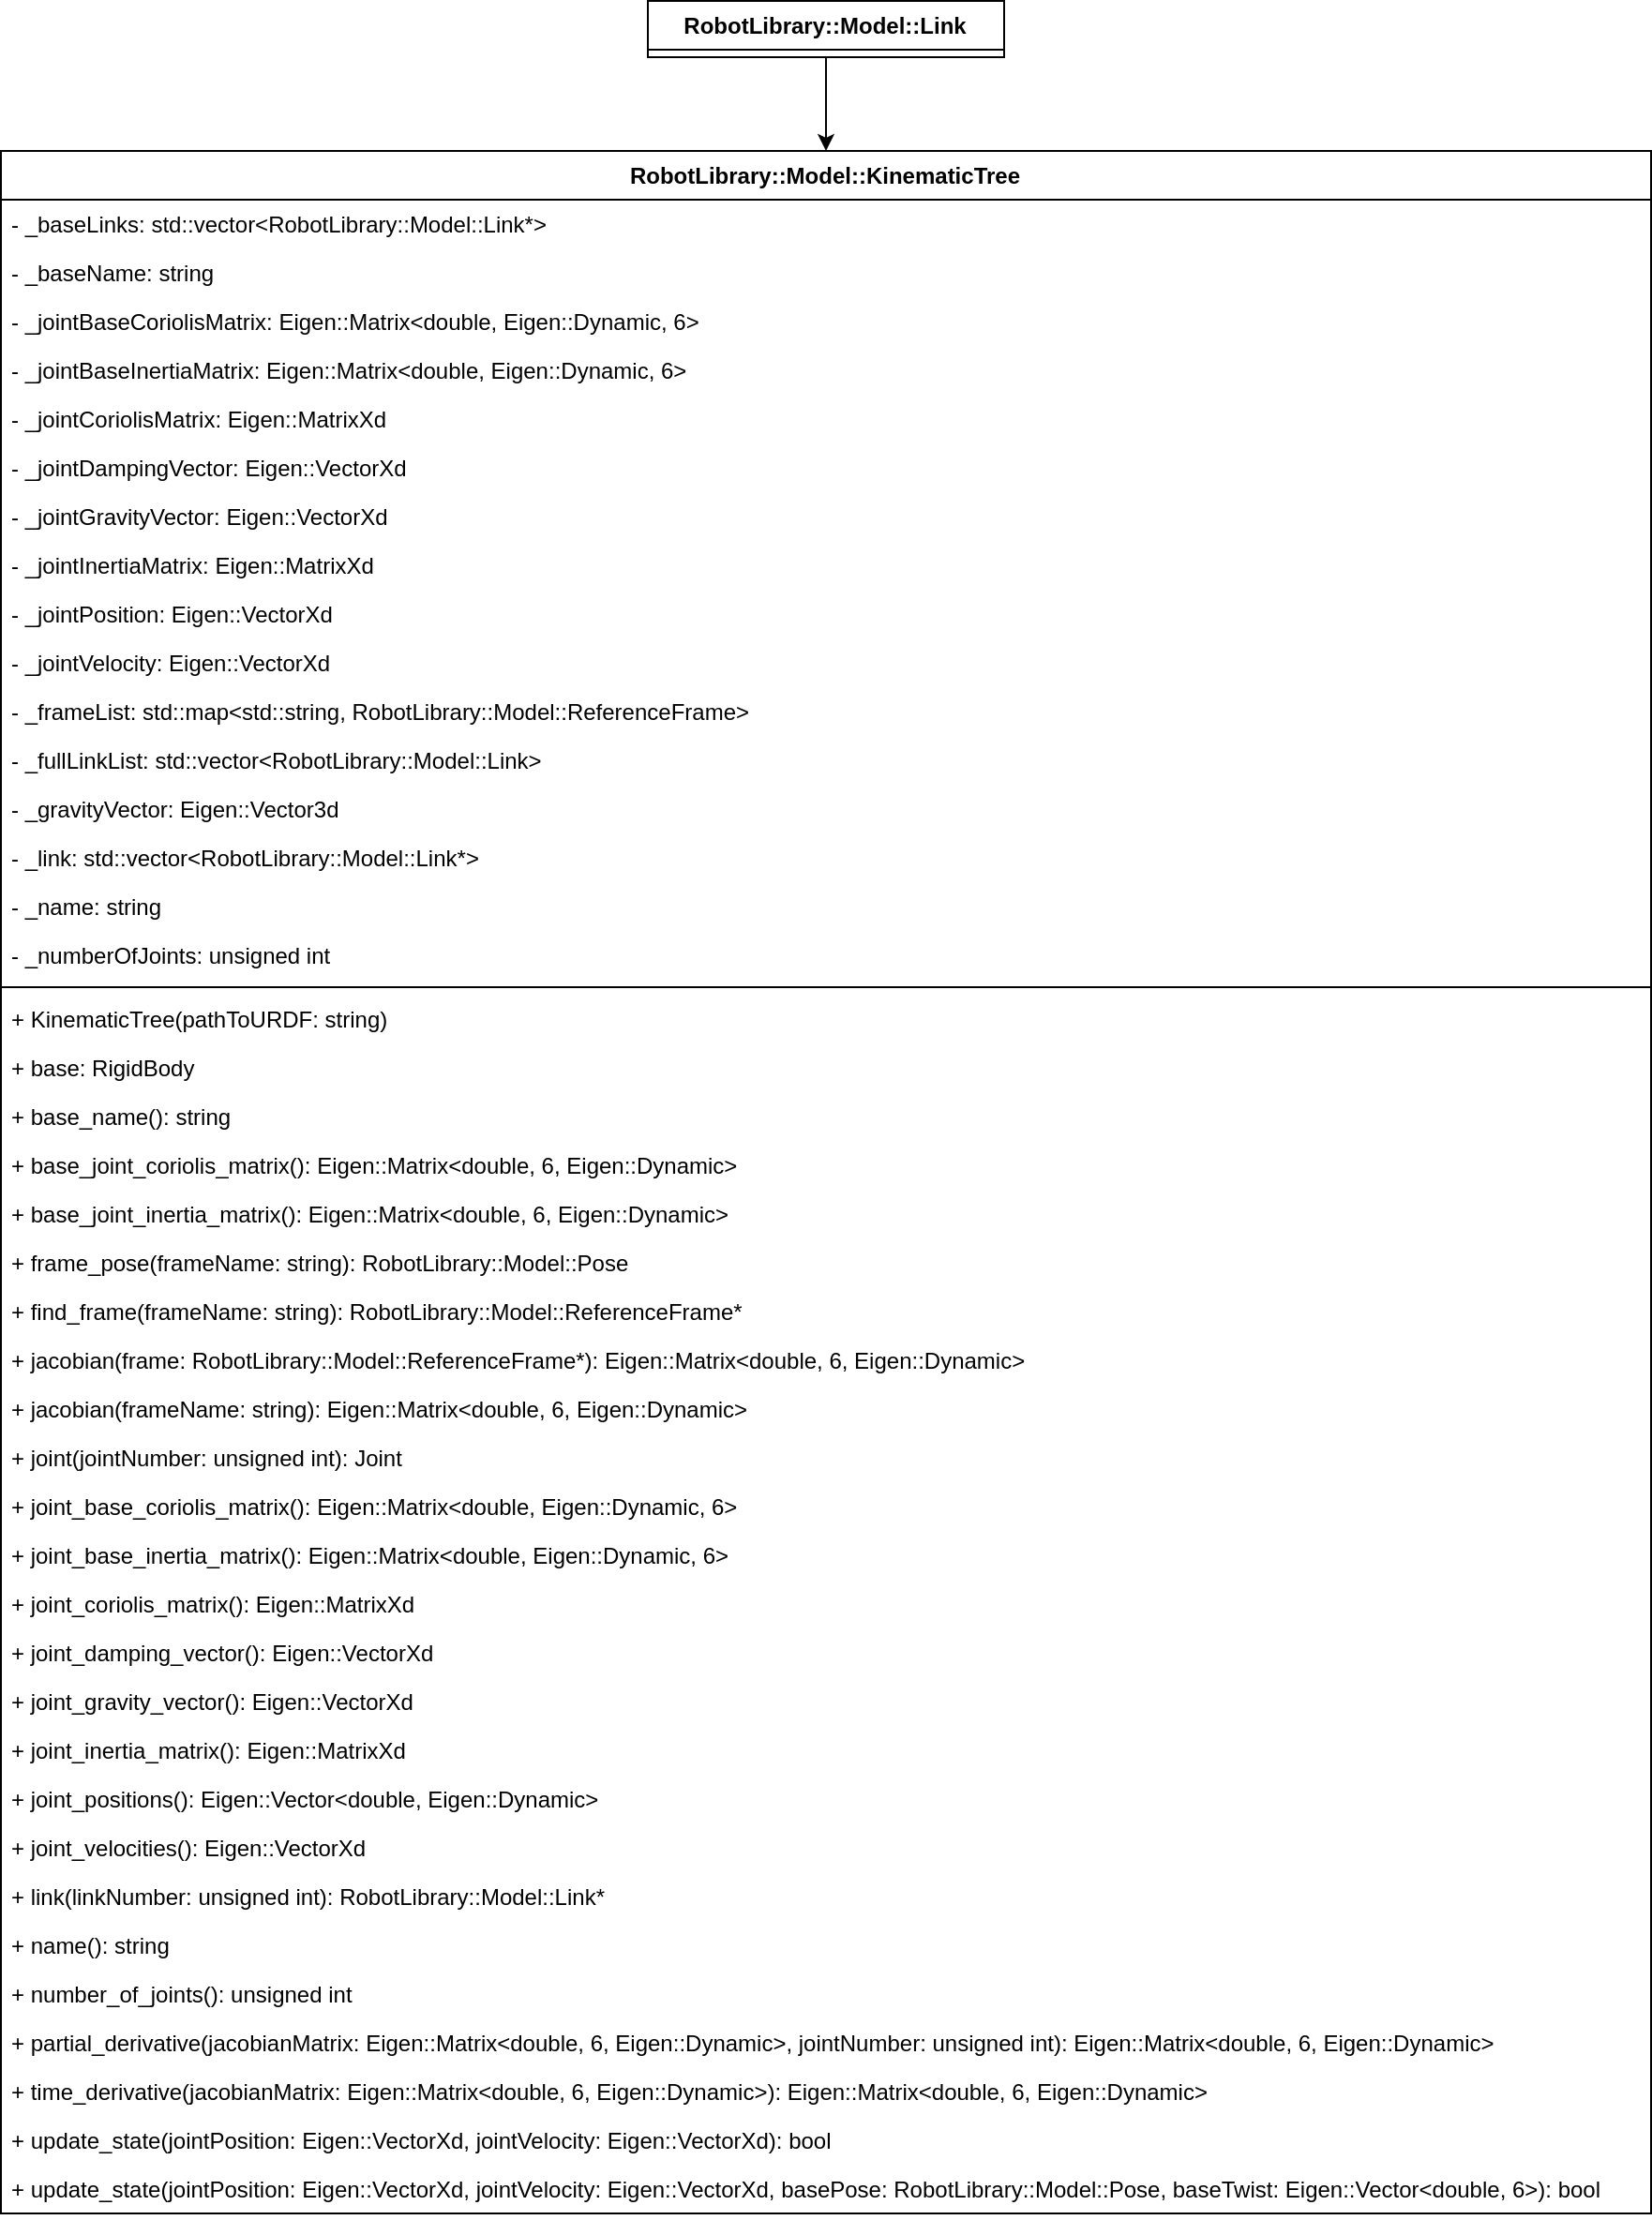 RobotLibrary::Model::Link
RobotLibrary::Model::KinematicTree
- _baseLinks: std::vector<RobotLibrary::Model::Link*>
- _baseName: string
- _jointBaseCoriolisMatrix: Eigen::Matrix<double, Eigen::Dynamic, 6>
- _jointBaseInertiaMatrix: Eigen::Matrix<double, Eigen::Dynamic, 6>
- _jointCoriolisMatrix: Eigen::MatrixXd
- _jointDampingVector: Eigen::VectorXd
- _jointGravityVector: Eigen::VectorXd
- _jointInertiaMatrix: Eigen::MatrixXd
- _jointPosition: Eigen::VectorXd
- _jointVelocity: Eigen::VectorXd
- _frameList: std::map<std::string, RobotLibrary::Model::ReferenceFrame>
- _fullLinkList: std::vector<RobotLibrary::Model::Link>
- _gravityVector: Eigen::Vector3d
- _link: std::vector<RobotLibrary::Model::Link*>
- _name: string
- _numberOfJoints: unsigned int
+ KinematicTree(pathToURDF: string)
+ base: RigidBody
+ base_name(): string
+ base_joint_coriolis_matrix(): Eigen::Matrix<double, 6, Eigen::Dynamic>
+ base_joint_inertia_matrix(): Eigen::Matrix<double, 6, Eigen::Dynamic>
+ frame_pose(frameName: string): RobotLibrary::Model::Pose
+ find_frame(frameName: string): RobotLibrary::Model::ReferenceFrame*
+ jacobian(frame: RobotLibrary::Model::ReferenceFrame*): Eigen::Matrix<double, 6, Eigen::Dynamic>
+ jacobian(frameName: string): Eigen::Matrix<double, 6, Eigen::Dynamic>
+ joint(jointNumber: unsigned int): Joint
+ joint_base_coriolis_matrix(): Eigen::Matrix<double, Eigen::Dynamic, 6>
+ joint_base_inertia_matrix(): Eigen::Matrix<double, Eigen::Dynamic, 6>
+ joint_coriolis_matrix(): Eigen::MatrixXd
+ joint_damping_vector(): Eigen::VectorXd
+ joint_gravity_vector(): Eigen::VectorXd
+ joint_inertia_matrix(): Eigen::MatrixXd
+ joint_positions(): Eigen::Vector<double, Eigen::Dynamic>
+ joint_velocities(): Eigen::VectorXd
+ link(linkNumber: unsigned int): RobotLibrary::Model::Link*
+ name(): string
+ number_of_joints(): unsigned int
+ partial_derivative(jacobianMatrix: Eigen::Matrix<double, 6, Eigen::Dynamic>, jointNumber: unsigned int): Eigen::Matrix<double, 6, Eigen::Dynamic>
+ time_derivative(jacobianMatrix: Eigen::Matrix<double, 6, Eigen::Dynamic>): Eigen::Matrix<double, 6, Eigen::Dynamic>
+ update_state(jointPosition: Eigen::VectorXd, jointVelocity: Eigen::VectorXd): bool
+ update_state(jointPosition: Eigen::VectorXd, jointVelocity: Eigen::VectorXd, basePose: RobotLibrary::Model::Pose, baseTwist: Eigen::Vector<double, 6>): bool